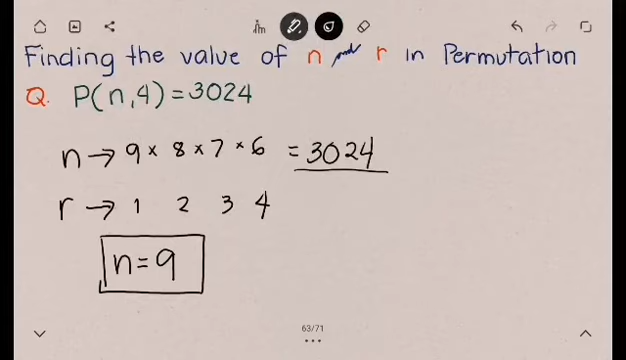 Finding the value of n and r in Permutation
Q. P(n,4)=3024
n → 9 × 8 × 7 × 6 = 3024
r → 1 2 3 4
n=9
63/71